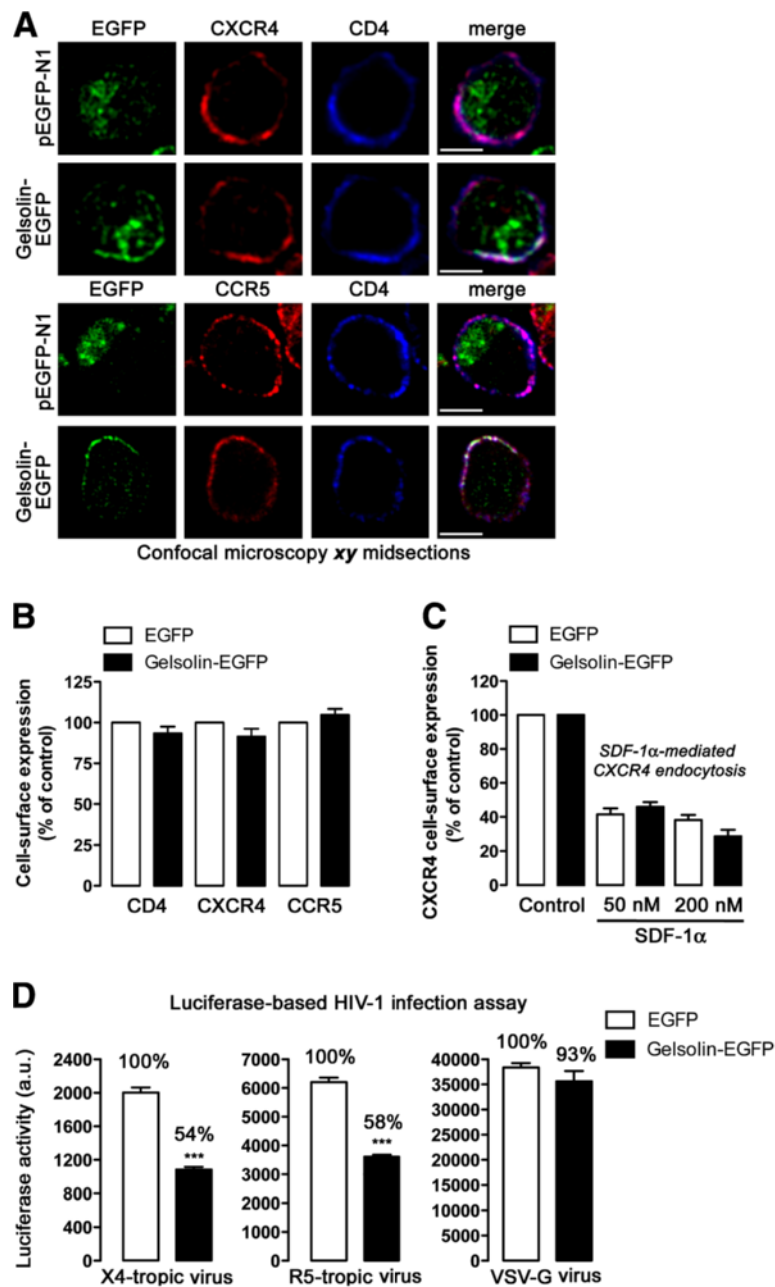 A
EGFP CXCR4 CD4 merge
pEGFP-N1
Gelsolin-
EGFP
EGFP CCR5 CD4 merge
pEGFP-N1
Gelsolin-
EGFP
Confocal microscopy xy midsections
B
EGFP
Gelsolin-EGFP
Cell-surface expression
(% of control)
125
100
75
50
25
0
CD4 CXCR4 CCR5
C
EGFP
Gelsolin-EGFP
CXCR4 cell-surface expression
(% of control)
120
100
80
60
40
20
0
SDF-1α-mediated
CXCR4 endocytosis
Control 50 nM 200 nM
SDF-1α
D
Luciferase-based HIV-1 infection assay
EGFP
Gelsolin-EGFP
Luciferase activity (a.u.)
2400
2000
1600
1200
800
400
0
100%
54%
***
X4-tropic virus
7000
6000
5000
4000
3000
2000
1000
0
100%
58%
***
R5-tropic virus
40000
35000
30000
25000
20000
15000
10000
5000
0
100% 93%
VSV-G virus